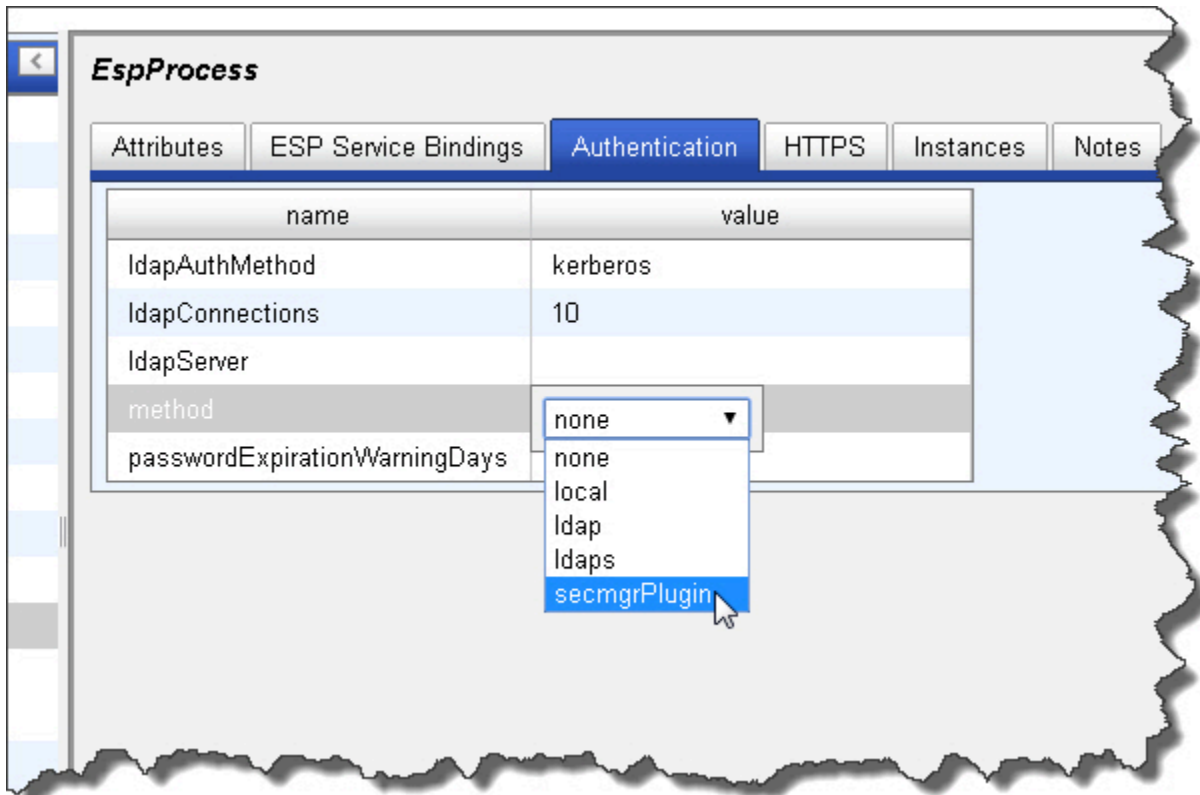 EspProcess
Attributes ESP Service Bindings Authentication HTTPS Instances Notes
name value
ldapAuthMethod kerberos
ldapConnections 10
ldapServer
method none
passwordExpirationWarningDays none
local
ldap
ldaps
secmgrPlugin